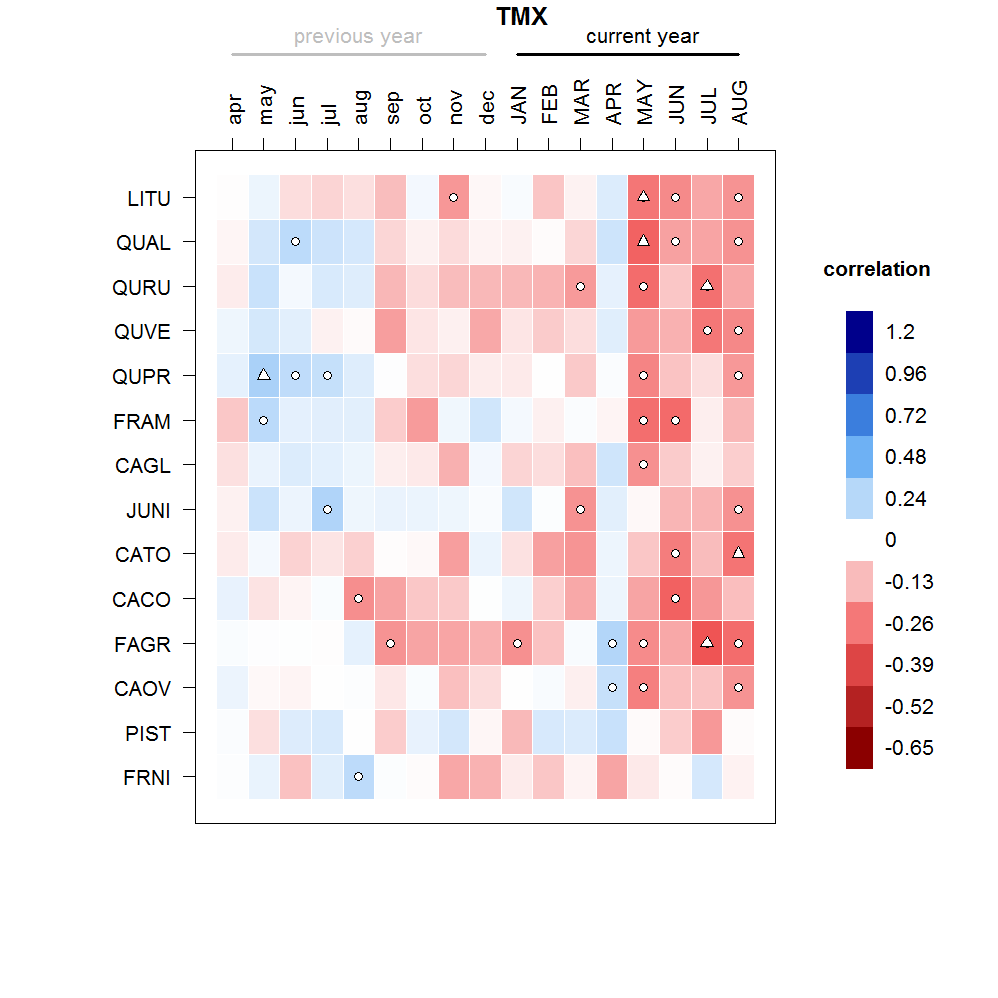 TMX
previous year current year
apr may jun jul aug sep oct nov dec JAN FEB MAR APR MAY JUN JUL AUG
LITU
QUAL
QURU
QUVE
QUPR
FRAM
CAGL
JUNI
CATO
CACO
FAGR
CAOV
PIST
FRNI
correlation
1.2
0.96
0.72
0.48
0.24
0
-0.13
-0.26
-0.39
-0.52
-0.65